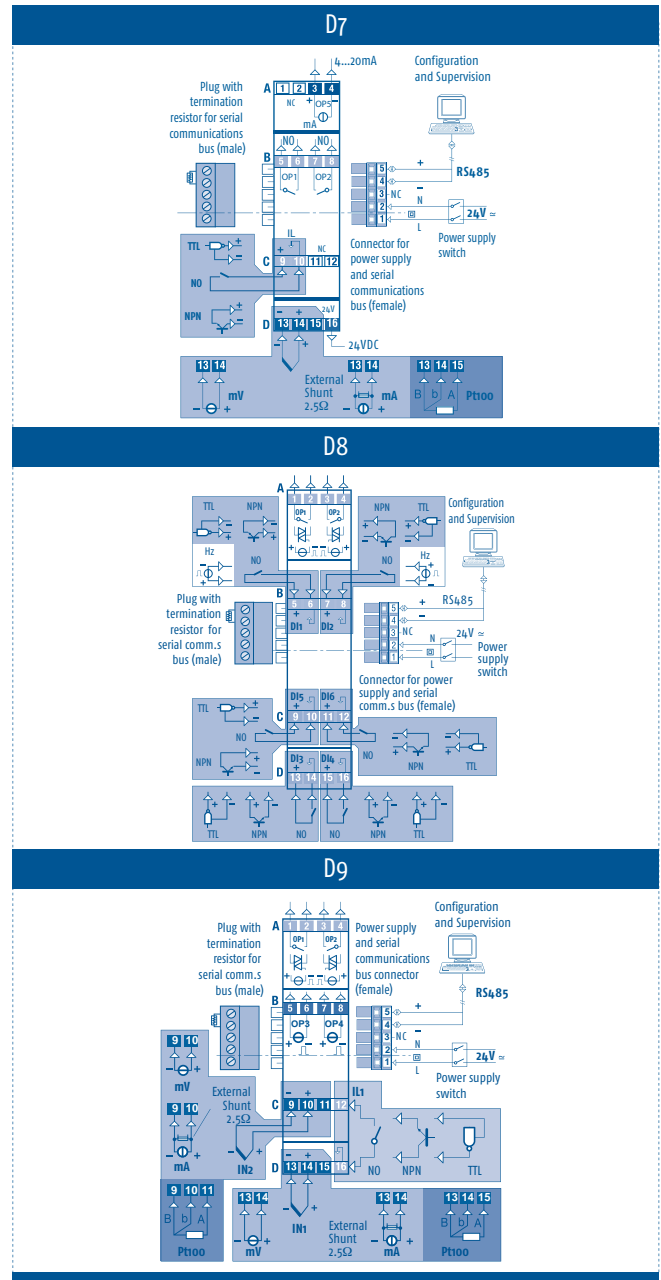 D7
4...20mA
Configuration
and Supervision
Plug with
termination
resistor for serial
communications
bus (male)
A 1 2 3 4
NC + OP5 −
mA
NO NO
B
5 6 7 8
OP1 OP2
5 + RS485
4 −
3 NC
2 N
1 L
24V ≃
Power supply
switch
Connector for
power supply
and serial
communications
bus (female)
TTL + −
NO
NPN + −
IL
+ NC
C 9 10 11 12
− + 24V
D 13 14 15 16
− +
24VDC
13 14
− +
mV
External
Shunt
2.5Ω
13 14
− +
mA
13 14 15
B b A
Pt100
D8
A
1 2 3 4
OP1 OP2
+ − − +
TTL NPN
+ −
Hz
NO
NPN TTL
+ −
Hz
NO
Configuration
and Supervision
B
5 6 7 8
+ +
DI1 DI2
Plug with
termination
resistor for
serial comm.s
bus (male)
5 + RS485
4 −
3 NC
2 N
1 L
24V ≃
Power
supply
switch
Connector for power
supply and serial
comm.s bus (female)
DI5 DI6
+ +
C 9 10 11 12
TTL + −
NO
NPN + −
NO
NPN TTL
DI3 DI4
+ +
D 13 14 15 16
+ − + − + − + −
TTL NPN NO NO NPN TTL
D9
A 1 2 3 4
OP1 OP2
+ − − +
Plug with
termination
resistor for
serial comm.s
bus (male)
Power supply
and serial
communications
bus connector
(female)
Configuration
and Supervision
RS485
B
5 6 7 8
OP3 OP4
+ − + −
5 +
4 −
3 NC
2 N
1 L
24V ≃
Power supply
switch
9 10
− +
mV
9 10
− +
mA
External
Shunt
2.5Ω
− +
IN2
9 10 11
B b A
Pt100
− +
C 9 10 11 12
IL1
NO NPN TTL
− +
D 13 14 15 16
− +
IN1
13 14
− +
mV
External
Shunt
2.5Ω
13 14
− +
mA
13 14 15
B b A
Pt100